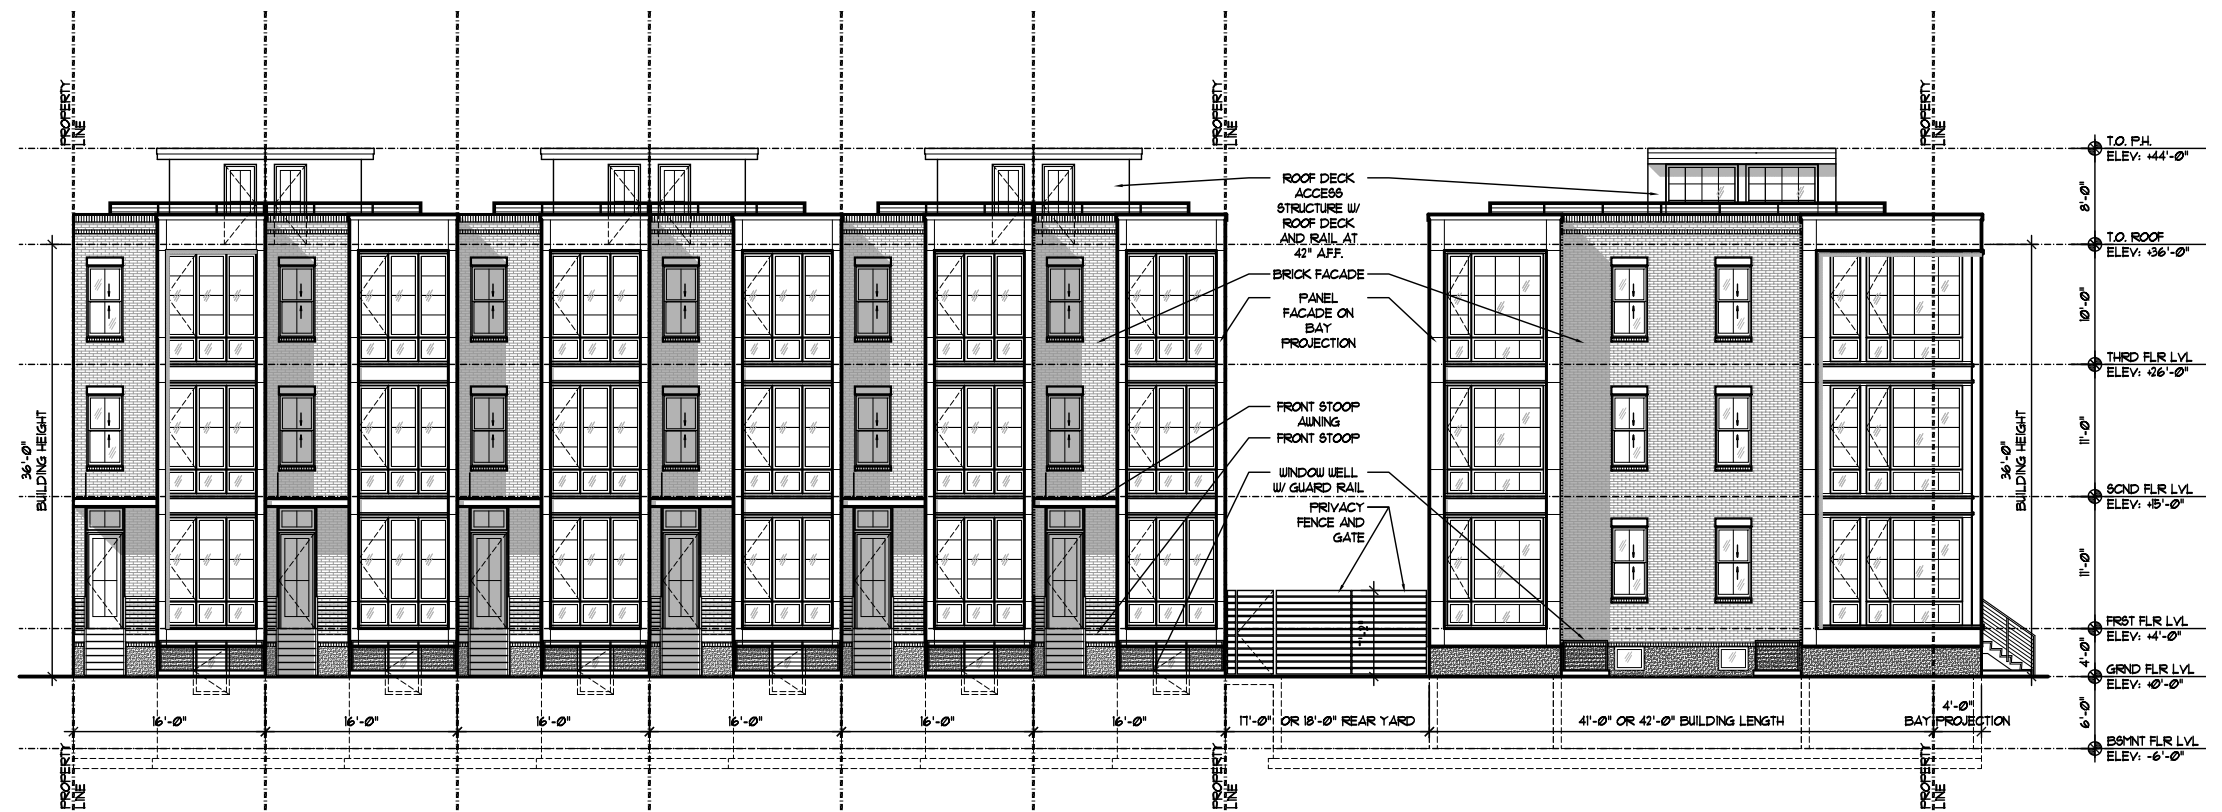 PROPERTY
LINE
PROPERTY
LINE
PROPERTY
LINE
T.O. P.H.
ELEV: +44'-0"
8'-0"
T.O. ROOF
ELEV: +36'-0"
10'-0"
THRD FLR LVL
ELEV: +26'-0"
11'-0"
SCND FLR LVL
ELEV: +15'-0"
11'-0"
FRST FLR LVL
ELEV: +4'-0"
4'-0"
GRND FLR LVL
ELEV: +0'-0"
6'-0"
BSMNT FLR LVL
ELEV: -6'-0"
ROOF DECK
ACCESS
STRUCTURE W/
ROOF DECK
AND RAIL AT
42" A.F.F.
BRICK FACADE
PANEL
FACADE ON
BAY
PROJECTION
FRONT STOOP
AWNING
FRONT STOOP
WINDOW WELL
W/ GUARD RAIL
PRIVACY
FENCE AND
GATE
36'-0"
BUILDING HEIGHT
36'-0"
BUILDING HEIGHT
16'-0"
16'-0"
16'-0"
16'-0"
16'-0"
16'-0"
17'-0" OR 18'-0" REAR YARD
41'-0" OR 42'-0" BUILDING LENGTH
4'-0"
BAY PROJECTION
PROPERTY
LINE
PROPERTY
LINE
PROPERTY
LINE